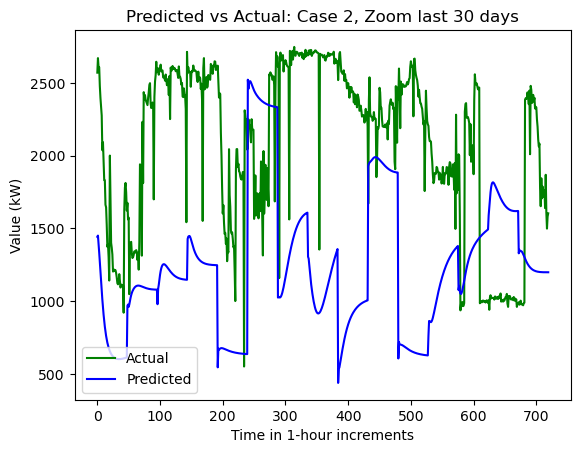 Predicted vs Actual: Case 2, Zoom last 30 days
Value (kW)
2500
2000
1500
1000
500
Actual
Predicted
0 100 200 300 400 500 600 700
Time in 1-hour increments